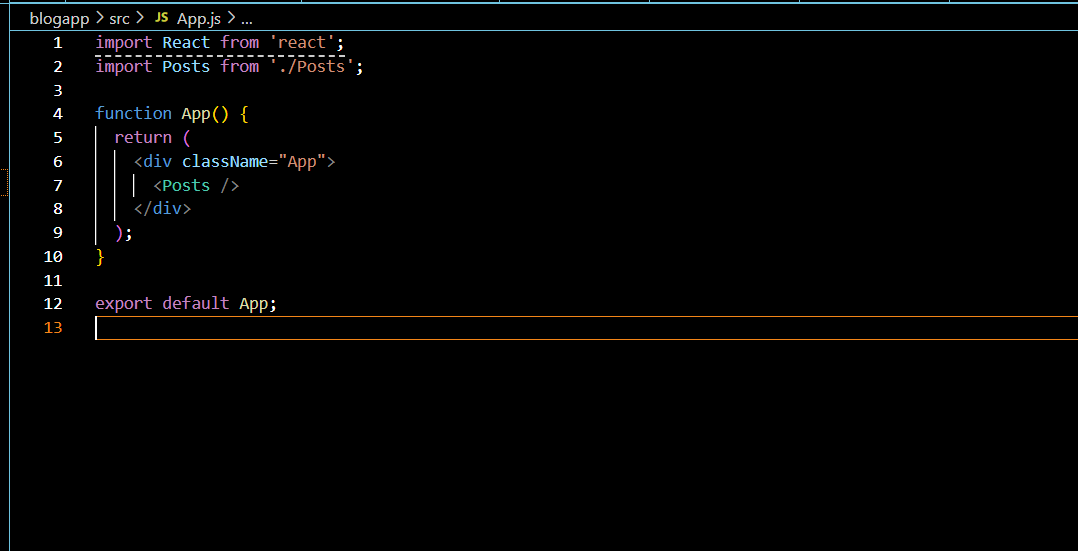 blogapp > src > JS App.js > ...
1 import React from 'react';
2 import Posts from './Posts';
3
4 function App() {
5   return (
6     <div className="App">
7       <Posts />
8     </div>
9   );
10 }
11
12 export default App;
13